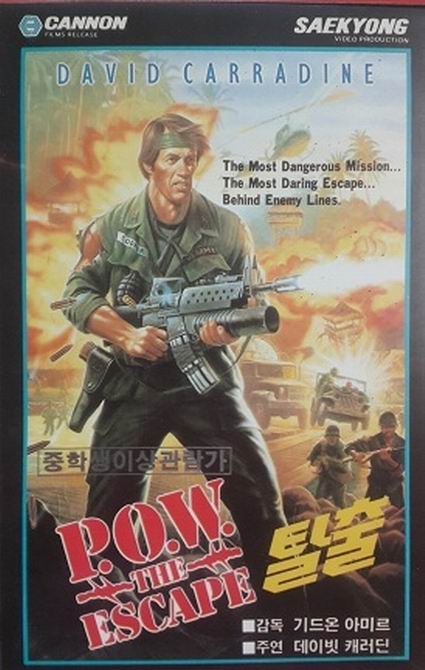 CANNON
FILMS RELEASE
SAEKYONG
VIDEO PRODUCTION
DAVID CARRADINE
The Most Dangerous Mission...
The Most Daring Escape...
Behind Enemy Lines.
중학생이상관람가
P.O.W.
THE
ESCAPE
탈출
■감독 기드온 아미르
■주연 데이빗 캐러딘